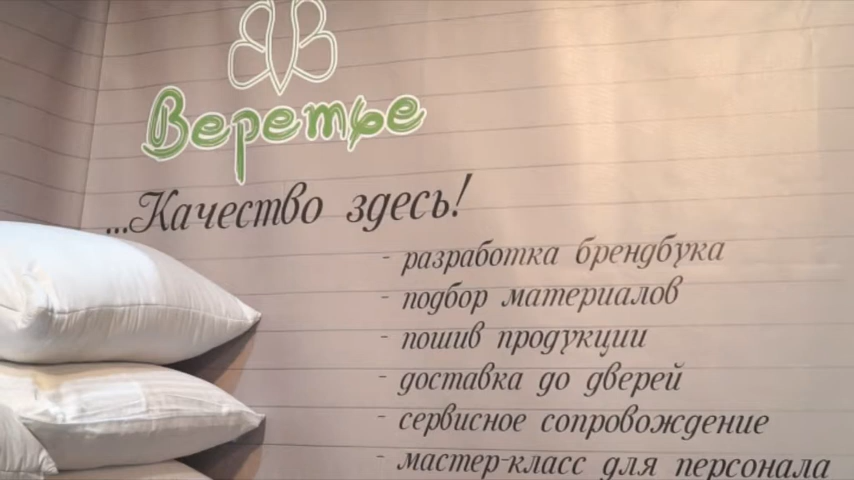 Веретье
...Качество здесь!
- разработка брендбука
- подбор материалов
- пошив продукции
- доставка до дверей
- сервисное сопровождение
- мастер-класс для персонала